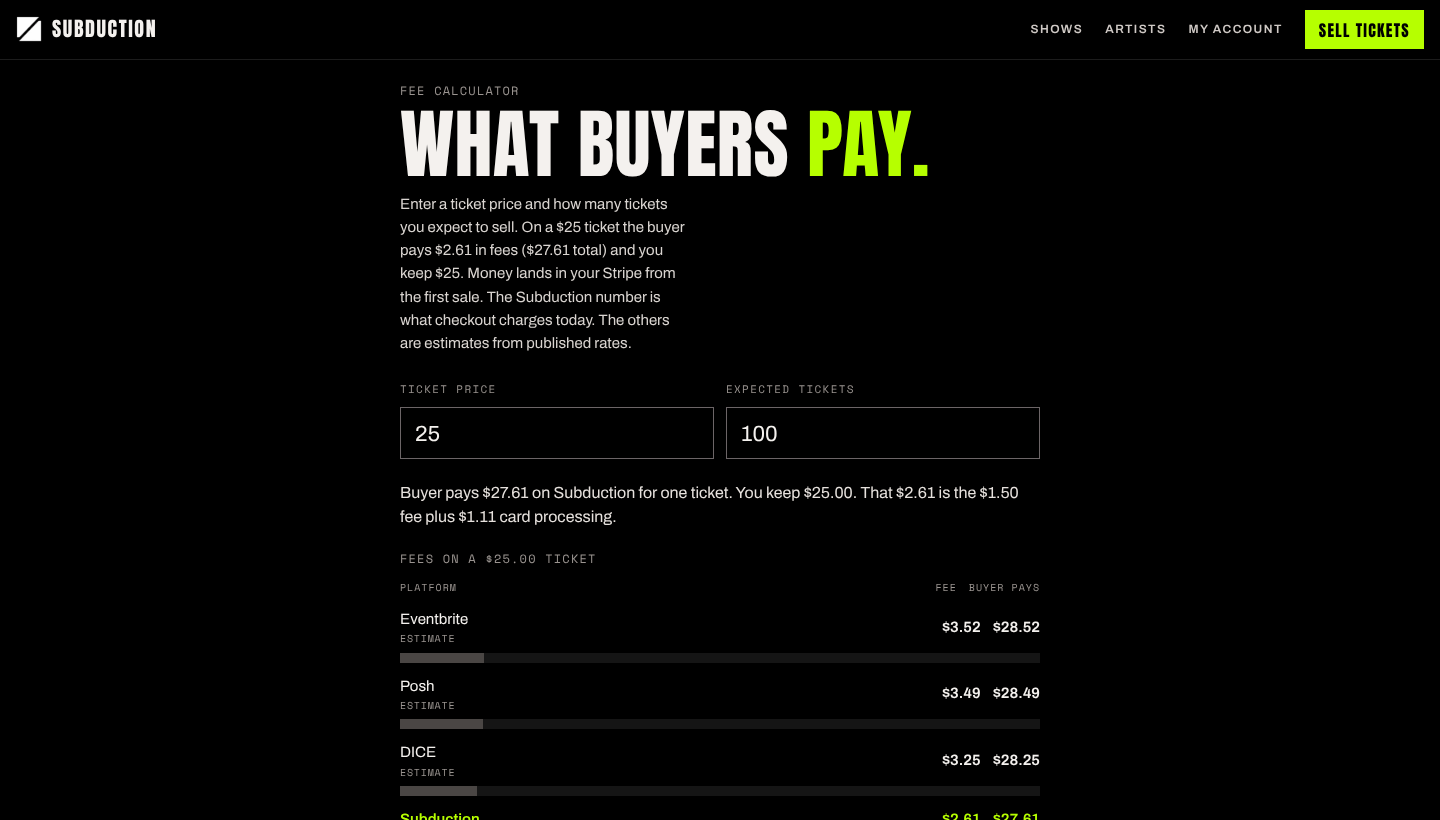 SUBDUCTION
SHOWS ARTISTS MY ACCOUNT SELL TICKETS
FEE CALCULATOR
WHAT BUYERS PAY.
Enter a ticket price and how many tickets
you expect to sell. On a $25 ticket the buyer
pays $2.61 in fees ($27.61 total) and you
keep $25. Money lands in your Stripe from
the first sale. The Subduction number is
what checkout charges today. The others
are estimates from published rates.
TICKET PRICE EXPECTED TICKETS
25 100
Buyer pays $27.61 on Subduction for one ticket. You keep $25.00. That $2.61 is the $1.50
fee plus $1.11 card processing.
FEES ON A $25.00 TICKET
PLATFORM FEE BUYER PAYS
Eventbrite $3.52 $28.52
ESTIMATE
Posh $3.49 $28.49
ESTIMATE
DICE $3.25 $28.25
ESTIMATE
Subduction $2.61 $27.61